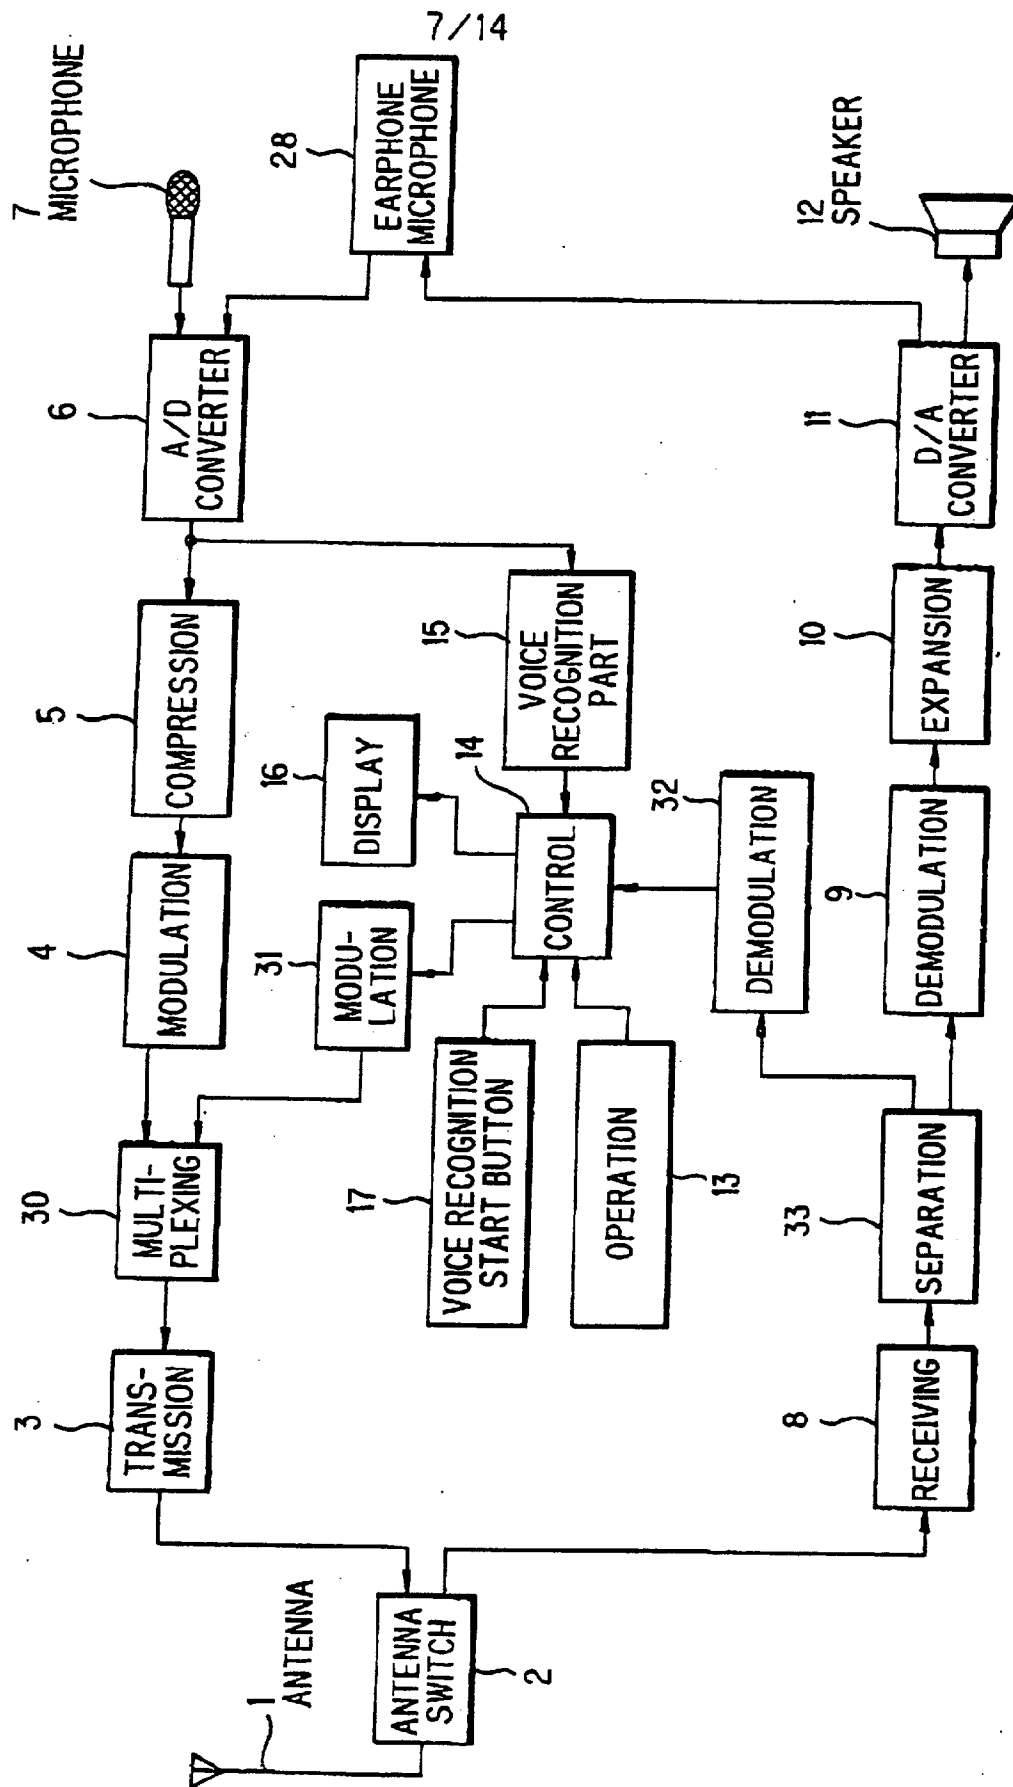 7/14
1
ANTENNA
ANTENNA
SWITCH
2
3
TRANS-
MISSION
30
MULTI-
PLEXING
4
MODULATION
5
COMPRESSION
6
A/D
CONVERTER
7
MICROPHONE
28
EARPHONE
MICROPHONE
31
MODU-
LATION
16
DISPLAY
17
VOICE RECOGNITION
START BUTTON
14
CONTROL
15
VOICE
RECOGNITION
PART
OPERATION
13
32
DEMODULATION
8
RECEIVING
33
SEPARATION
9
DEMODULATION
10
EXPANSION
11
D/A
CONVERTER
12
SPEAKER